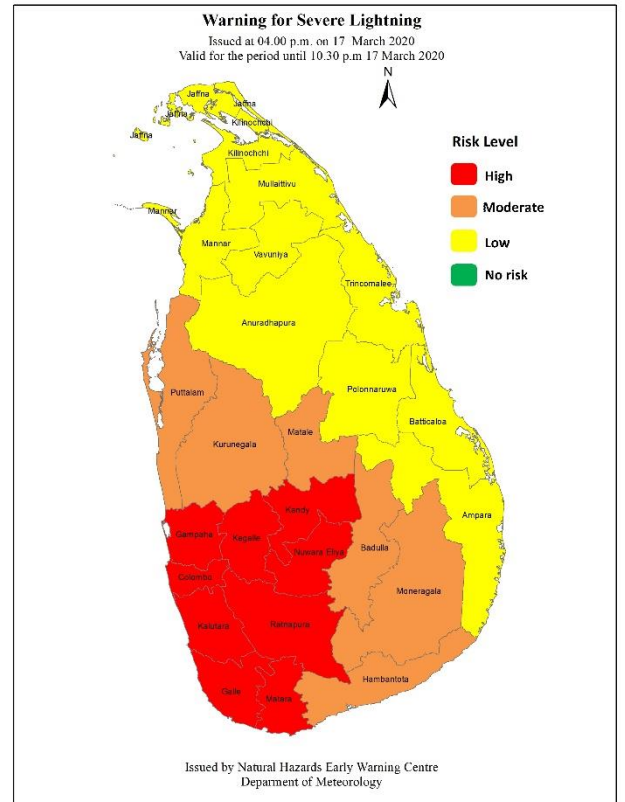 Warning for Severe Lightning
Issued at 04.00 p.m. on 17 March 2020
Valid for the period until 10.30 p.m 17 March 2020
N
Jaffna
Jaffna
Jaffna
Jaffna
Kilinochchi
Kilinochchi
Mullaittivu
Mannar
Mannar
Vavuniya
Trincomalee
Anuradhapura
Risk Level
High
Moderate
Low
No risk
Puttalam
Polonnaruwa
Batticaloa
Kurunegala
Matale
Kandy
Ampara
Gampaha
Kegalle
Nuwara Eliya
Badulla
Colombo
Moneragala
Kalutara
Ratnapura
Hambantota
Galle
Matara
Issued by Natural Hazards Early Warning Centre
Deparment of Meteorology